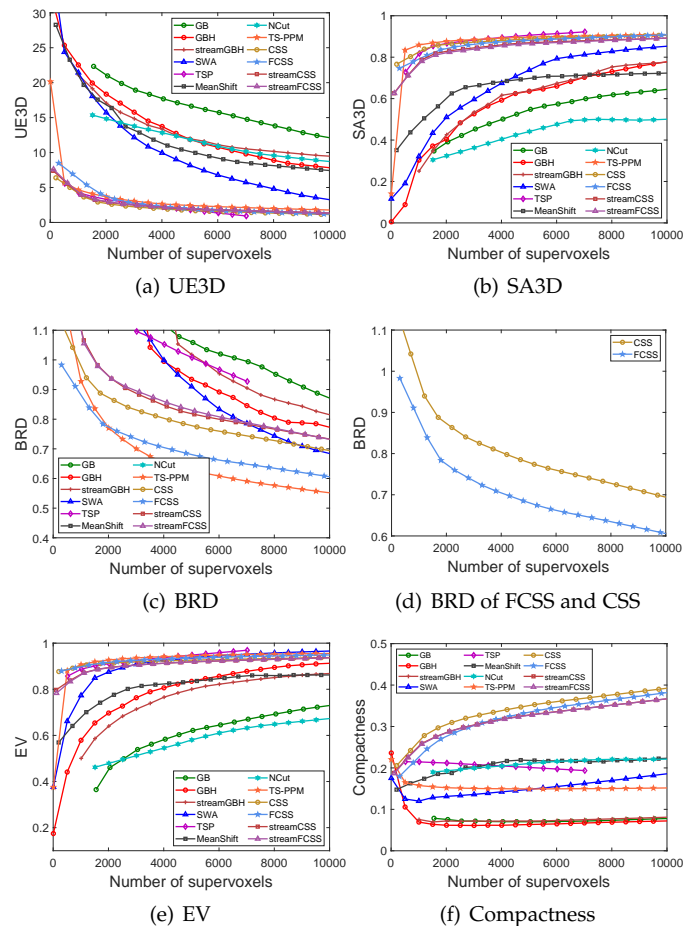 30
25
20
15
10
5
0
UE3D
0 2000 4000 6000 8000 10000
Number of supervoxels
GB
GBH
streamGBH
SWA
TSP
MeanShift
NCut
TS-PPM
CSS
FCSS
streamCSS
streamFCSS
(a) UE3D
1
0.8
0.6
0.4
0.2
0
SA3D
0 2000 4000 6000 8000 10000
Number of supervoxels
GB
GBH
streamGBH
SWA
TSP
MeanShift
NCut
TS-PPM
CSS
FCSS
streamCSS
streamFCSS
(b) SA3D
1.1
1
0.9
0.8
0.7
0.6
0.5
0.4
BRD
0 2000 4000 6000 8000 10000
Number of supervoxels
GB
GBH
streamGBH
SWA
TSP
MeanShift
NCut
TS-PPM
CSS
FCSS
streamCSS
streamFCSS
(c) BRD
1.1
1
0.9
0.8
0.7
0.6
BRD
0 2000 4000 6000 8000 10000
Number of supervoxels
CSS
FCSS
(d) BRD of FCSS and CSS
1
0.8
0.6
0.4
0.2
EV
0 2000 4000 6000 8000 10000
Number of supervoxels
GB
GBH
streamGBH
SWA
TSP
MeanShift
NCut
TS-PPM
CSS
FCSS
streamCSS
streamFCSS
(e) EV
0.5
0.4
0.3
0.2
0.1
0
Compactness
0 2000 4000 6000 8000 10000
Number of supervoxels
GB
GBH
streamGBH
SWA
TSP
MeanShift
NCut
TS-PPM
CSS
FCSS
streamCSS
streamFCSS
(f) Compactness